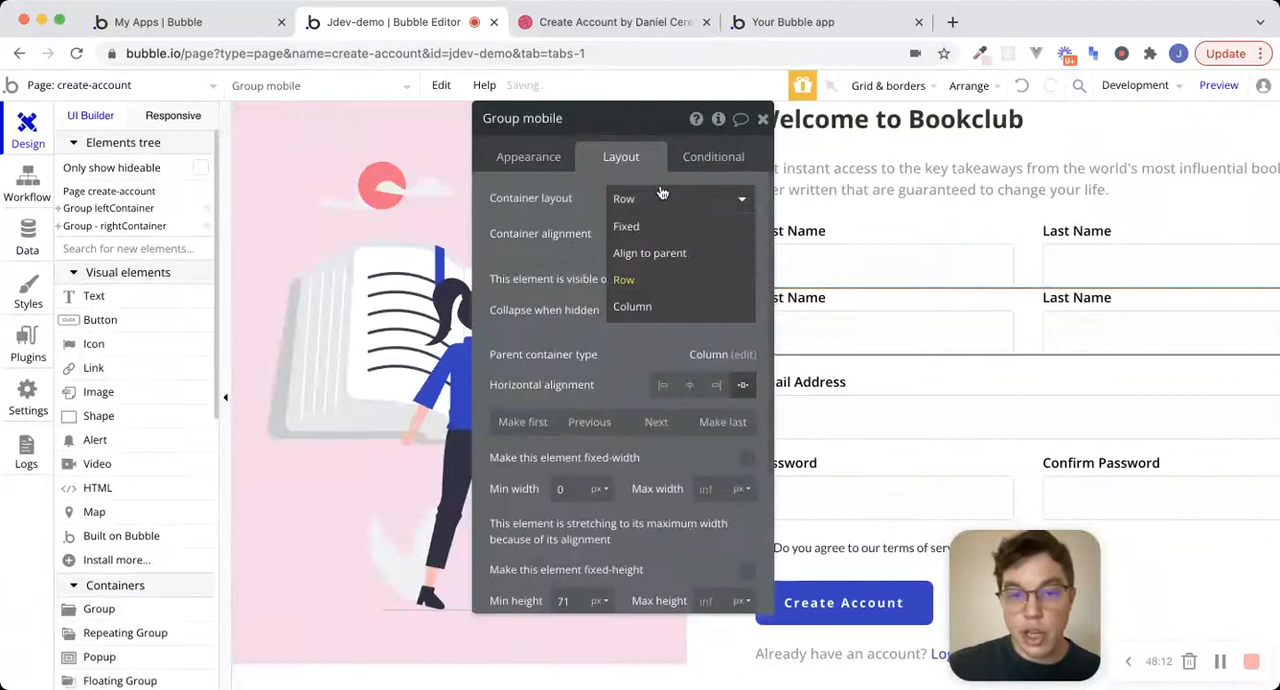 My Apps | Bubble
Jdev-demo | Bubble Editor
Create Account by Daniel Cere
Your Bubble app
bubble.io/page?type=page&name=create-account&id=jdev-demo&tab=tabs-1
9+
J
Update
Page: create-account
Group mobile
Edit
Help
Saving...
Grid & borders
Arrange
Development
Preview
Design
Workflow
Data
Styles
Plugins
Settings
Logs
UI Builder
Responsive
Elements tree
Only show hideable
Page create-account
Group leftContainer
Group - rightContainer
Search for new elements...
Visual elements
Text
Button
Icon
Link
Image
Shape
Alert
Video
HTML
Map
Built on Bubble
Install more...
Containers
Group
Repeating Group
Popup
Floating Group
Group mobile
Appearance
Layout
Conditional
Container layout
Row
Fixed
Align to parent
Row
Column
Container alignment
This element is visible o
Collapse when hidden
Parent container type
Column (edit)
Horizontal alignment
Make first
Previous
Next
Make last
Make this element fixed-width
Min width 0 px
Max width inf px
This element is stretching to its maximum width
because of its alignment
Make this element fixed-height
Min height 71 px
Max height inf px
elcome to Bookclub
t instant access to the key takeaways from the world's most influential
er written that are guaranteed to change your life.
st Name
Last Name
st Name
Last Name
ail Address
ssword
Confirm Password
Do you agree to our terms of serv
Create Account
Already have an account?
48:12